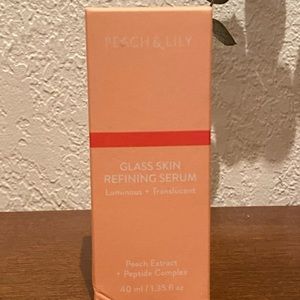 PEACH & LILY
GLASS SKIN
REFINING SERUM
Luminous + Translucent
Peach Extract
+ Peptide Complex
40 ml / 1.35 fl oz